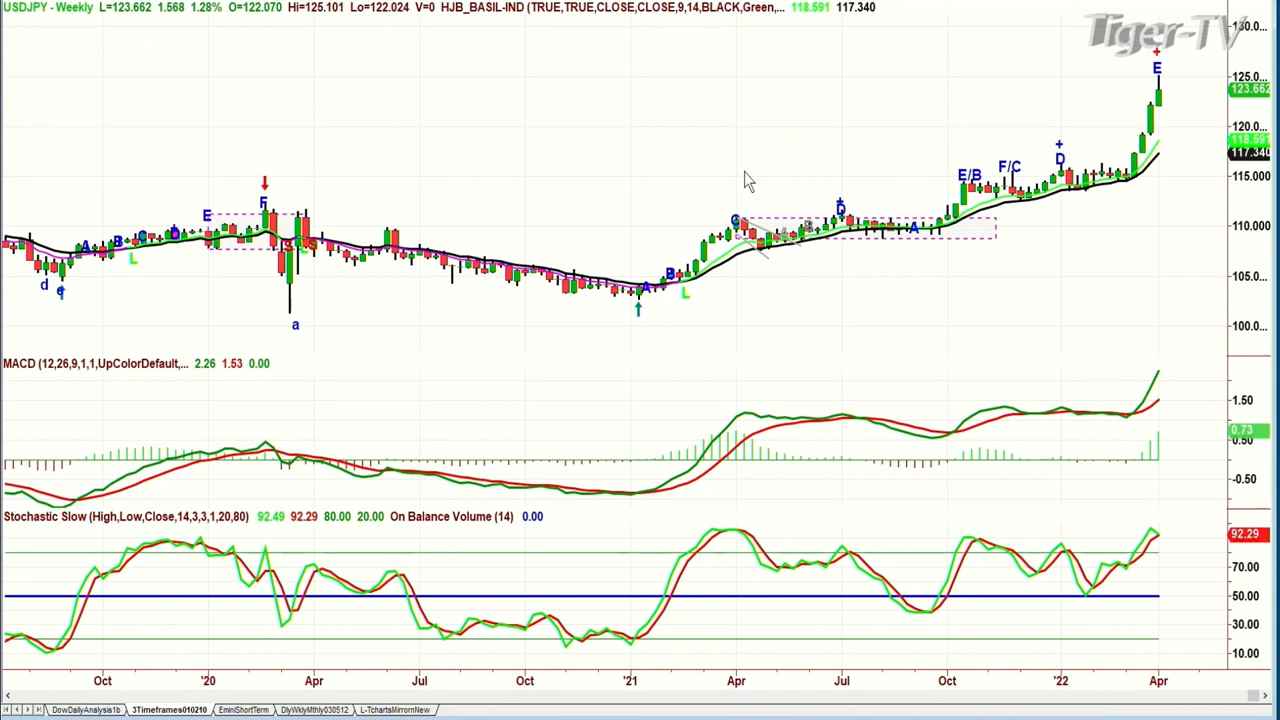 USDJPY - Weekly L=123.662 1.568 1.28% O=122.070 Hi=125.101 Lo=122.024 V=0 HJB_BASIL-IND (TRUE,TRUE,CLOSE,CLOSE,9,14,BLACK,Green,... 118.591 117.340
Tiger-TV
130.0...
E
125.0...
123.662
120.0...
118.591
117.340
D
E/B F/C
115.000
F
E
C
D
110.000
A B C D
S S
L
A
105.0...
d e
B
A
L
a
100.0...
MACD (12,26,9,1,1,UpColorDefault,... 2.26 1.53 0.00
1.50
0.73
0.50
-0.50
Stochastic Slow (High,Low,Close,14,3,3,1,20,80) 92.49 92.29 80.00 20.00 On Balance Volume (14) 0.00
92.29
70.00
50.00
30.00
10.00
Oct '20 Apr Jul Oct '21 Apr Jul Oct '22 Apr
DowDailyAnalysis1b 3Timeframes010210 EminiShortTerm DlyWklyMthly030512 L-TchartsMirrornNew